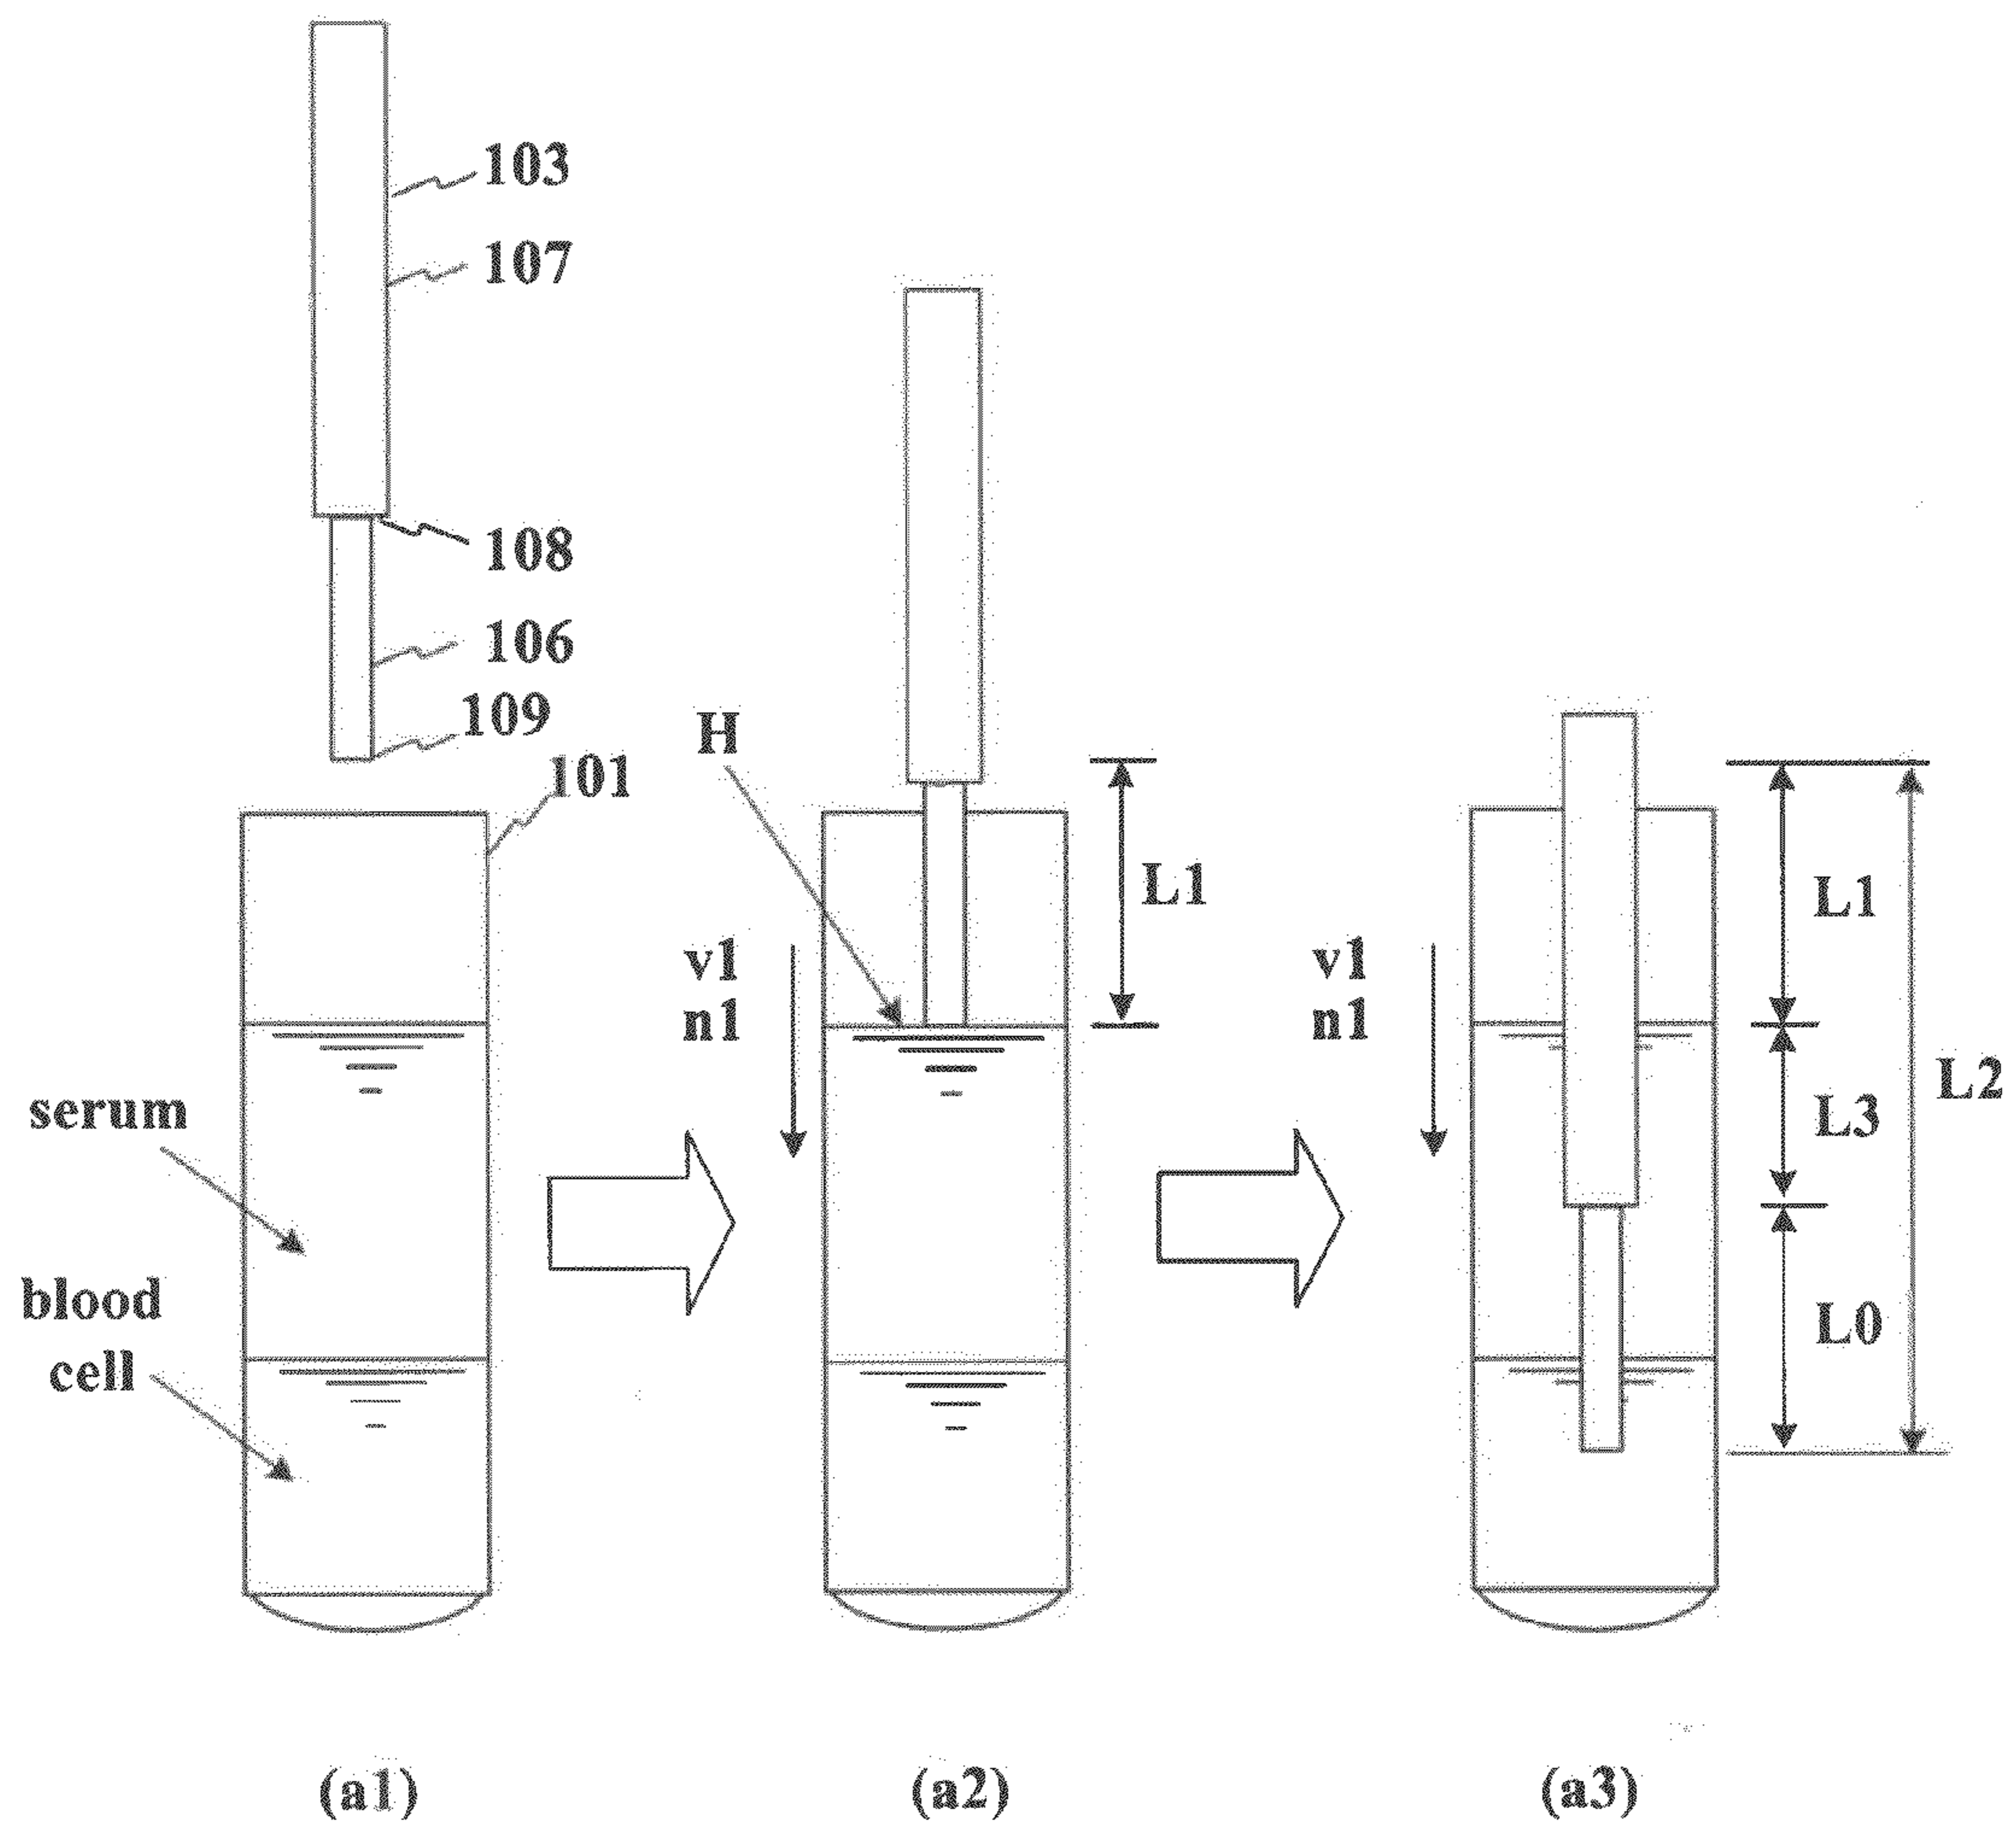 103
107
108
106
109
101
H
L1
v1
n1
serum
blood
cell
v1
n1
L1
L3
L2
L0
(a1)
(a2)
(a3)